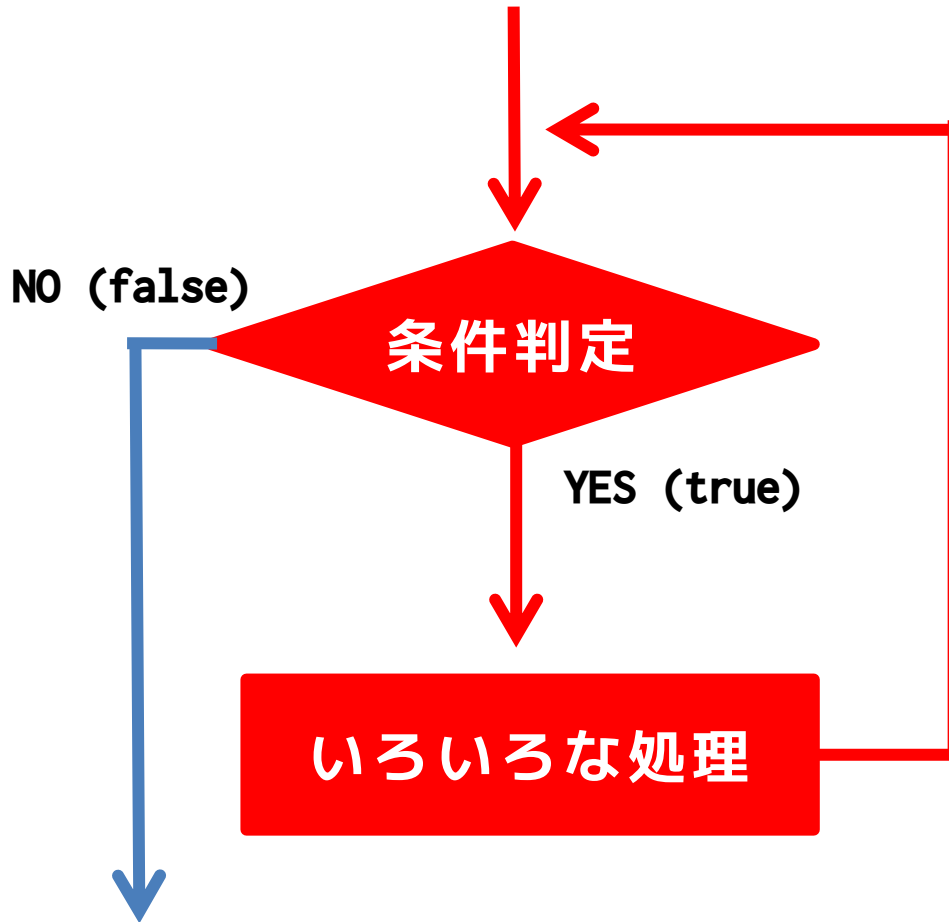 NO (false)
条件判定
YES (true)
いろいろな処理